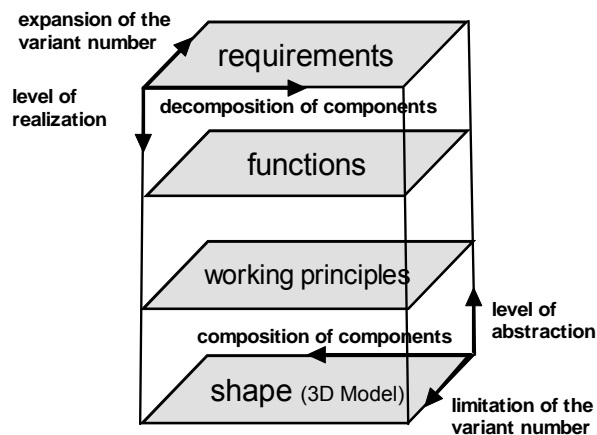 expansion of the
variant number
requirements
level of
realization
decomposition of components
functions
working principles
level of
abstraction
composition of components
shape (3D Model)
limitation of the
variant number